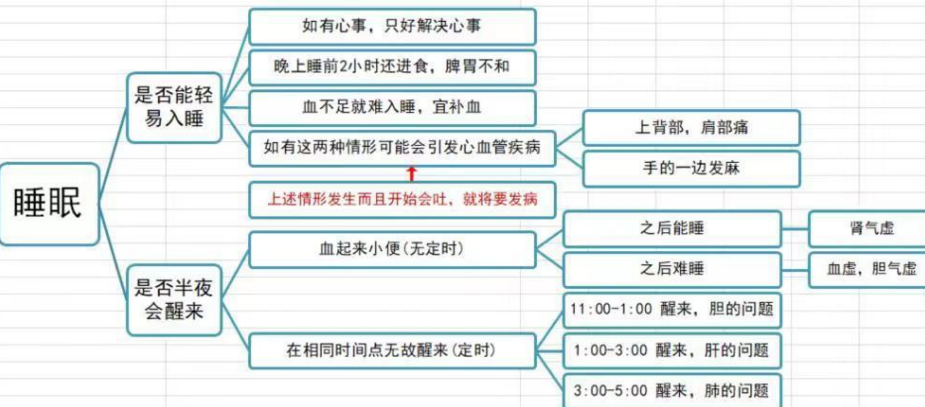 睡眠
是否能轻
易入睡
如有心事，只好解决心事
晚上睡前2小时还进食，脾胃不和
血不足就难入睡，宜补血
如有这两种情形可能会引发心血管疾病
上背部，肩部痛
手的一边发麻
上述情形发生而且开始会吐，就将要发病
是否半夜
会醒来
血起来小便(无定时)
之后能睡
肾气虚
之后难睡
血虚，胆气虚
在相同时间点无故醒来(定时)
11:00-1:00 醒来，胆的问题
1:00-3:00 醒来，肝的问题
3:00-5:00 醒来，肺的问题